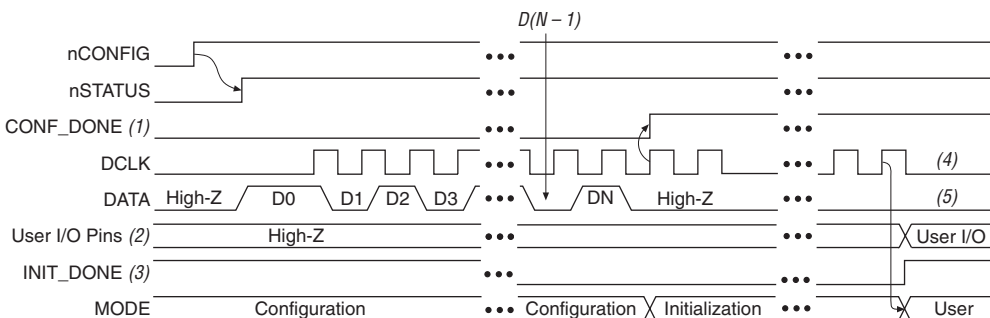 D(N – 1)
nCONFIG
nSTATUS
CONF_DONE (1)
DCLK (4)
DATA High-Z D0 D1 D2 D3 DN High-Z (5)
User I/O Pins (2) High-Z User I/O
INIT_DONE (3)
MODE Configuration Configuration Initialization User